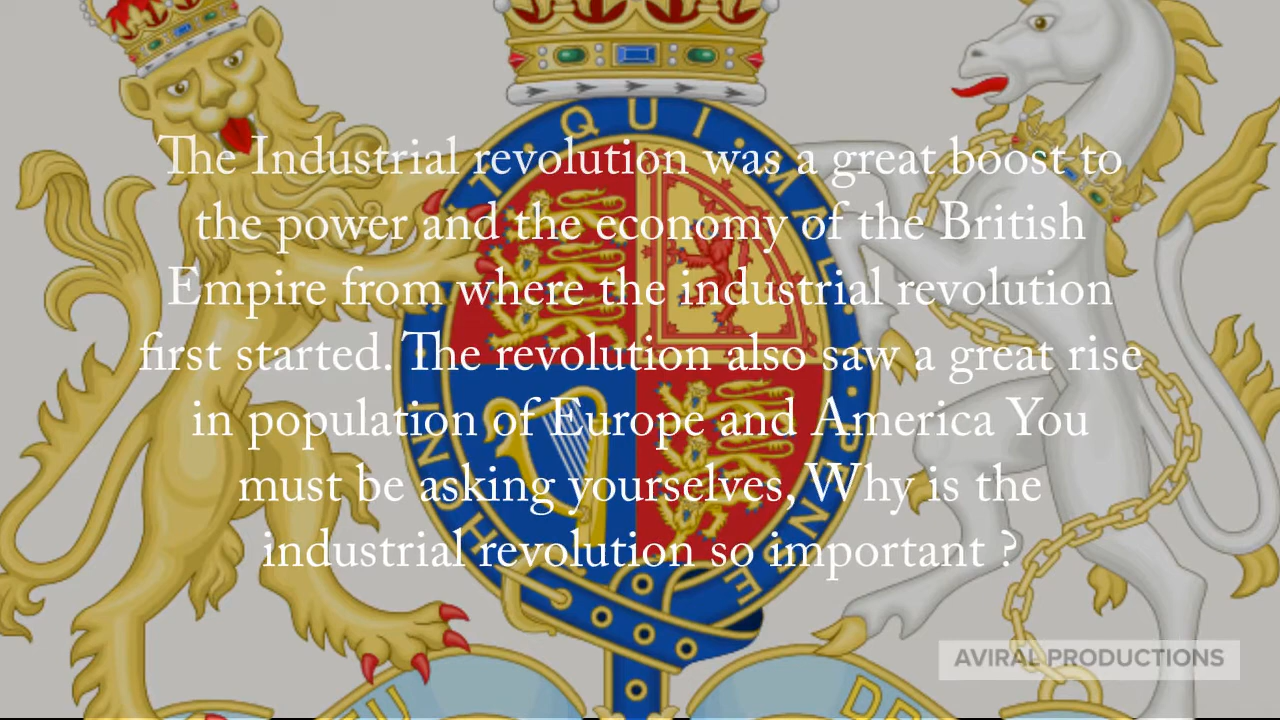 The Industrial revolution was a great boost to
the power and the economy of the British
Empire from where the industrial revolution
first started. The revolution also saw a great rise
in population of Europe and America You
must be asking yourselves, Why is the
industrial revolution so important ?
QUI
AVIRAL PRODUCTIONS